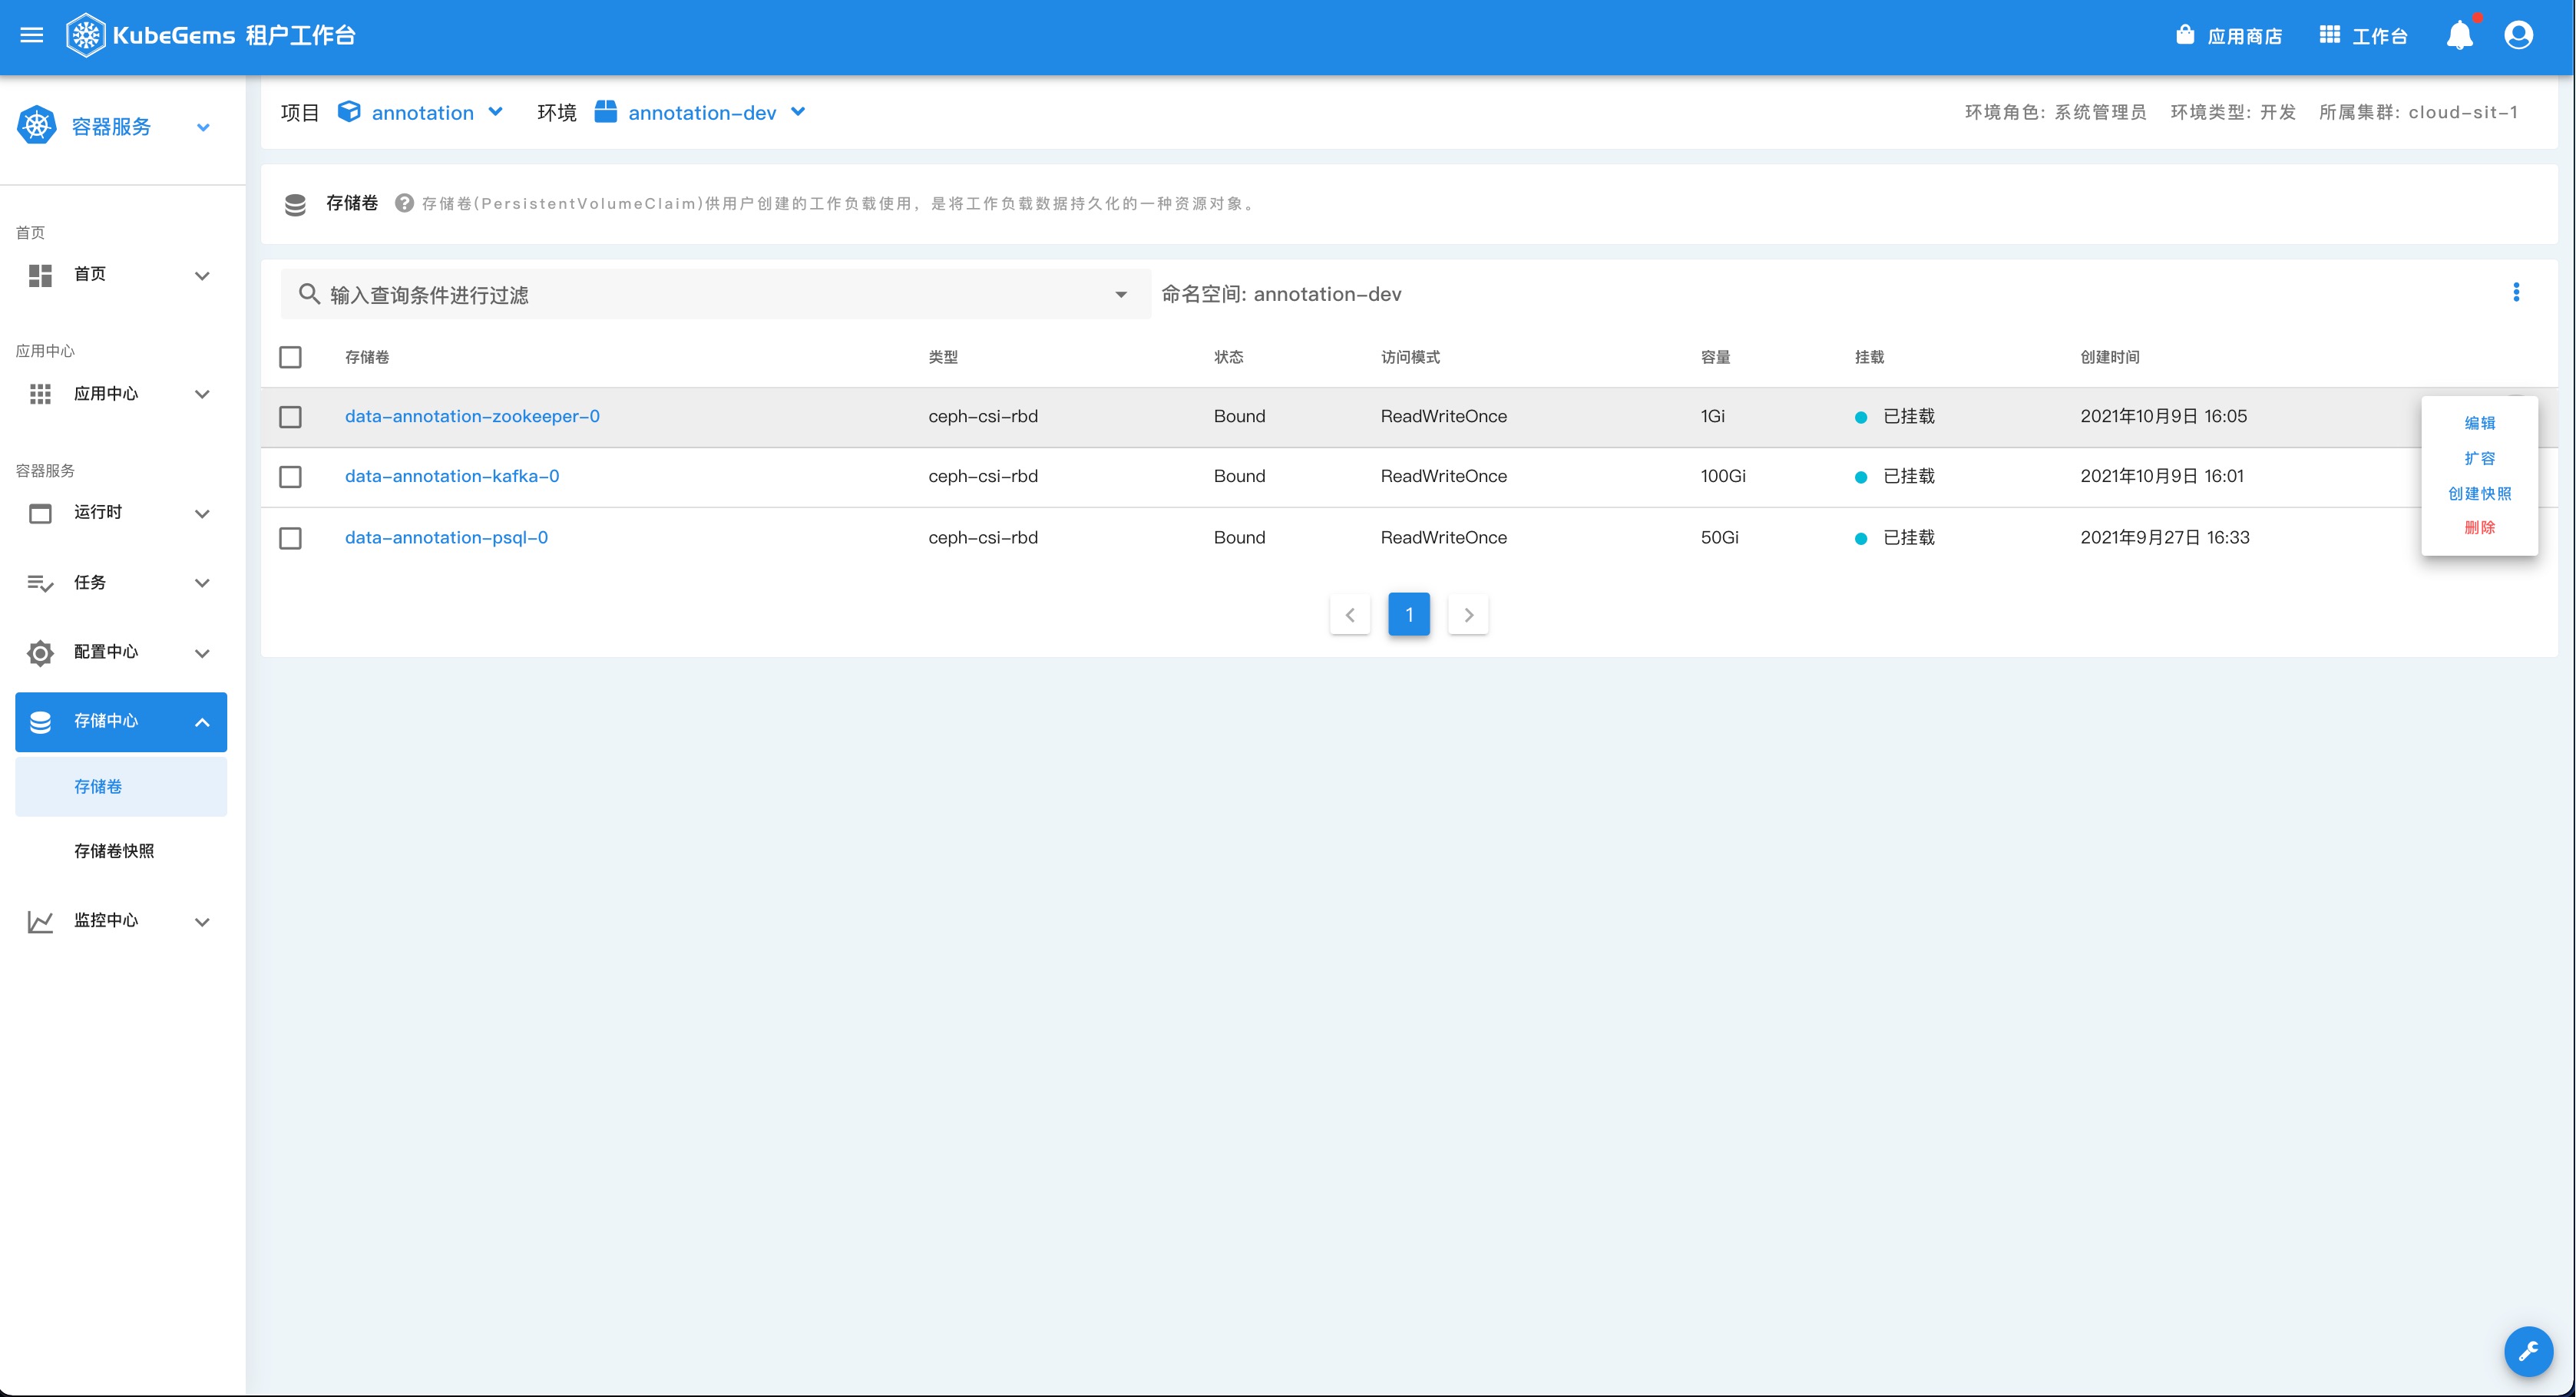 KubeGems 租户工作台
应用商店
工作台
容器服务
项目 annotation 环境 annotation-dev
环境角色: 系统管理员 环境类型: 开发 所属集群: cloud-sit-1
存储卷 存储卷(PersistentVolumeClaim)供用户创建的工作负载使用，是将工作负载数据持久化的一种资源对象。
首页
首页
应用中心
应用中心
容器服务
运行时
任务
配置中心
存储中心
存储卷
存储卷快照
监控中心
输入查询条件进行过滤
命名空间: annotation-dev
存储卷 类型 状态 访问模式 容量 挂载 创建时间
data-annotation-zookeeper-0 ceph-csi-rbd Bound ReadWriteOnce 1Gi 已挂载 2021年10月9日 16:05
data-annotation-kafka-0 ceph-csi-rbd Bound ReadWriteOnce 100Gi 已挂载 2021年10月9日 16:01
data-annotation-psql-0 ceph-csi-rbd Bound ReadWriteOnce 50Gi 已挂载 2021年9月27日 16:33
编辑
扩容
创建快照
删除
1